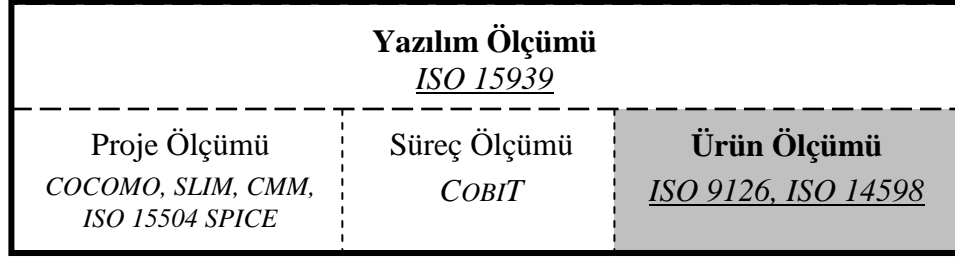 Yazılım Ölçümü
ISO 15939
Proje Ölçümü
COCOMO, SLIM, CMM,
ISO 15504 SPICE
Süreç Ölçümü
COBIT
Ürün Ölçümü
ISO 9126, ISO 14598